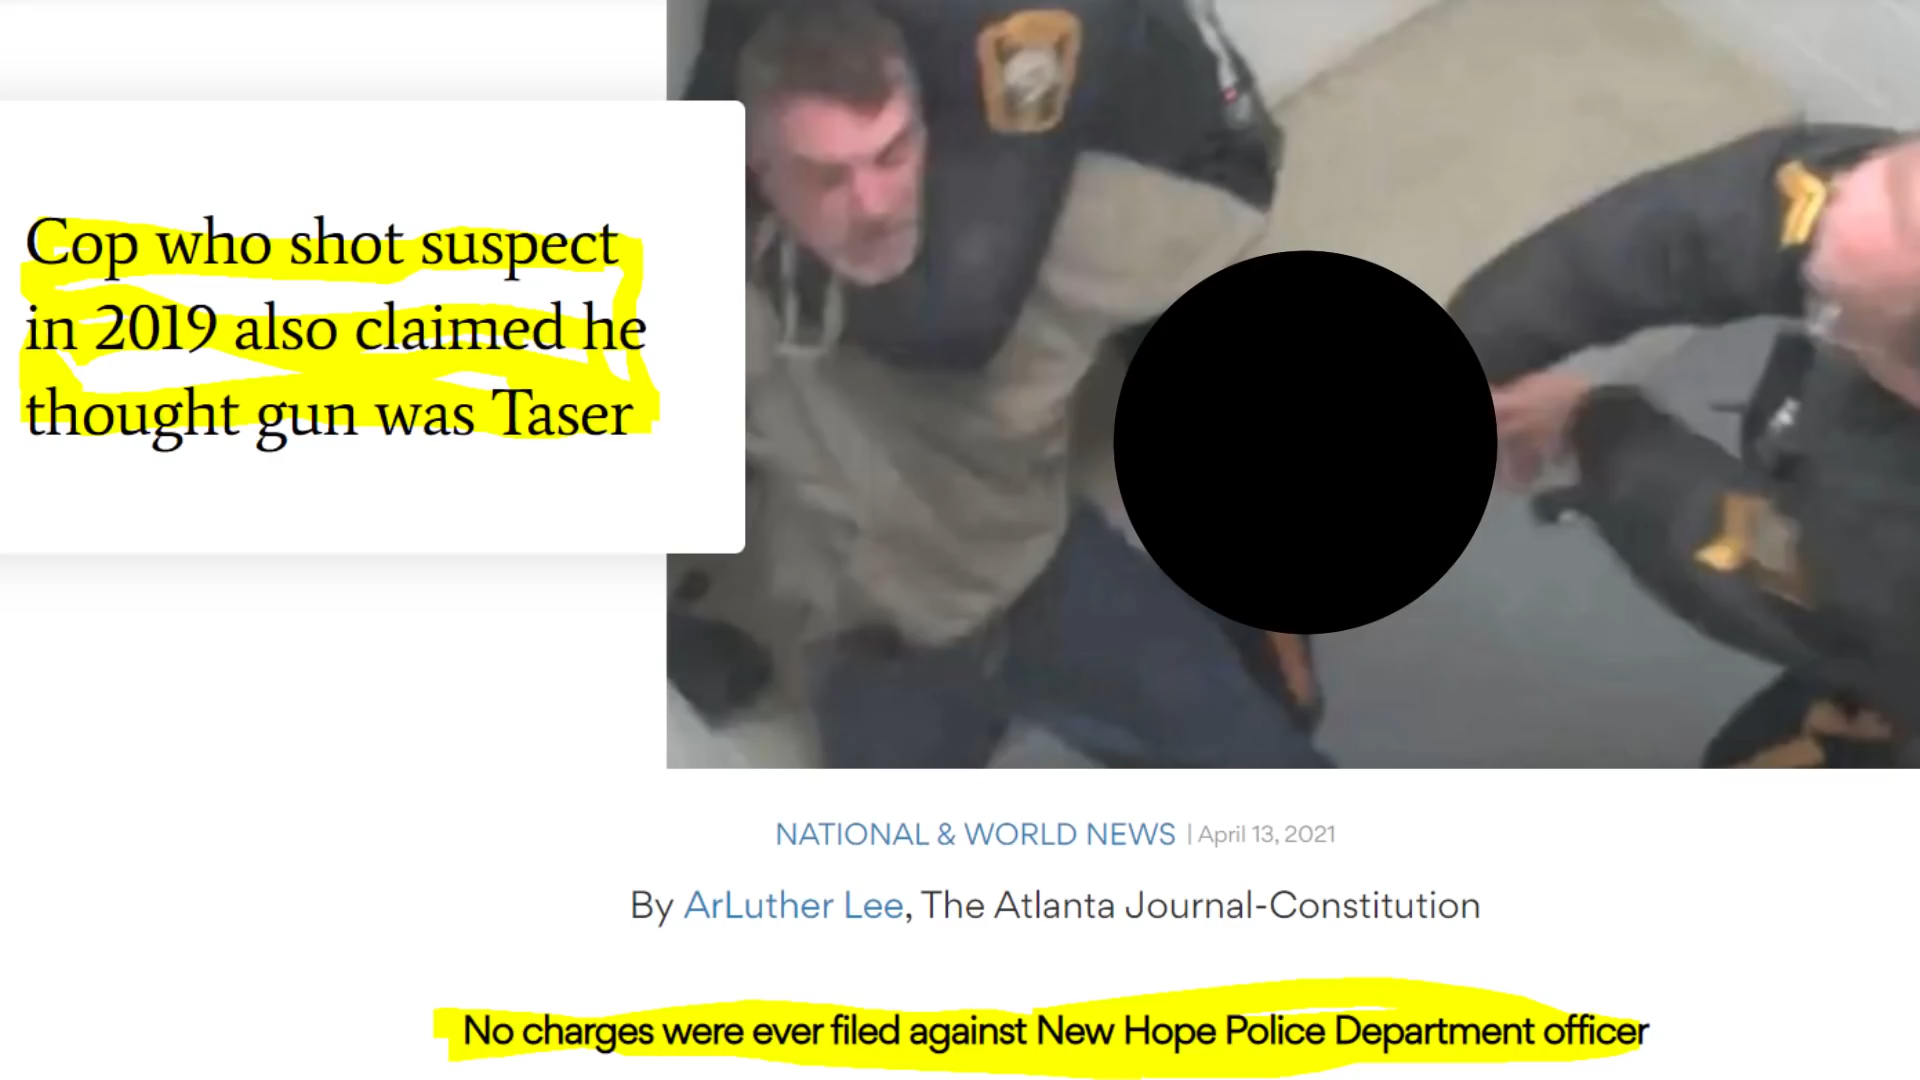 Cop who shot suspect
in 2019 also claimed he
thought gun was Taser
NATIONAL & WORLD NEWS | April 13, 2021
By ArLuther Lee, The Atlanta Journal-Constitution
No charges were ever filed against New Hope Police Department officer